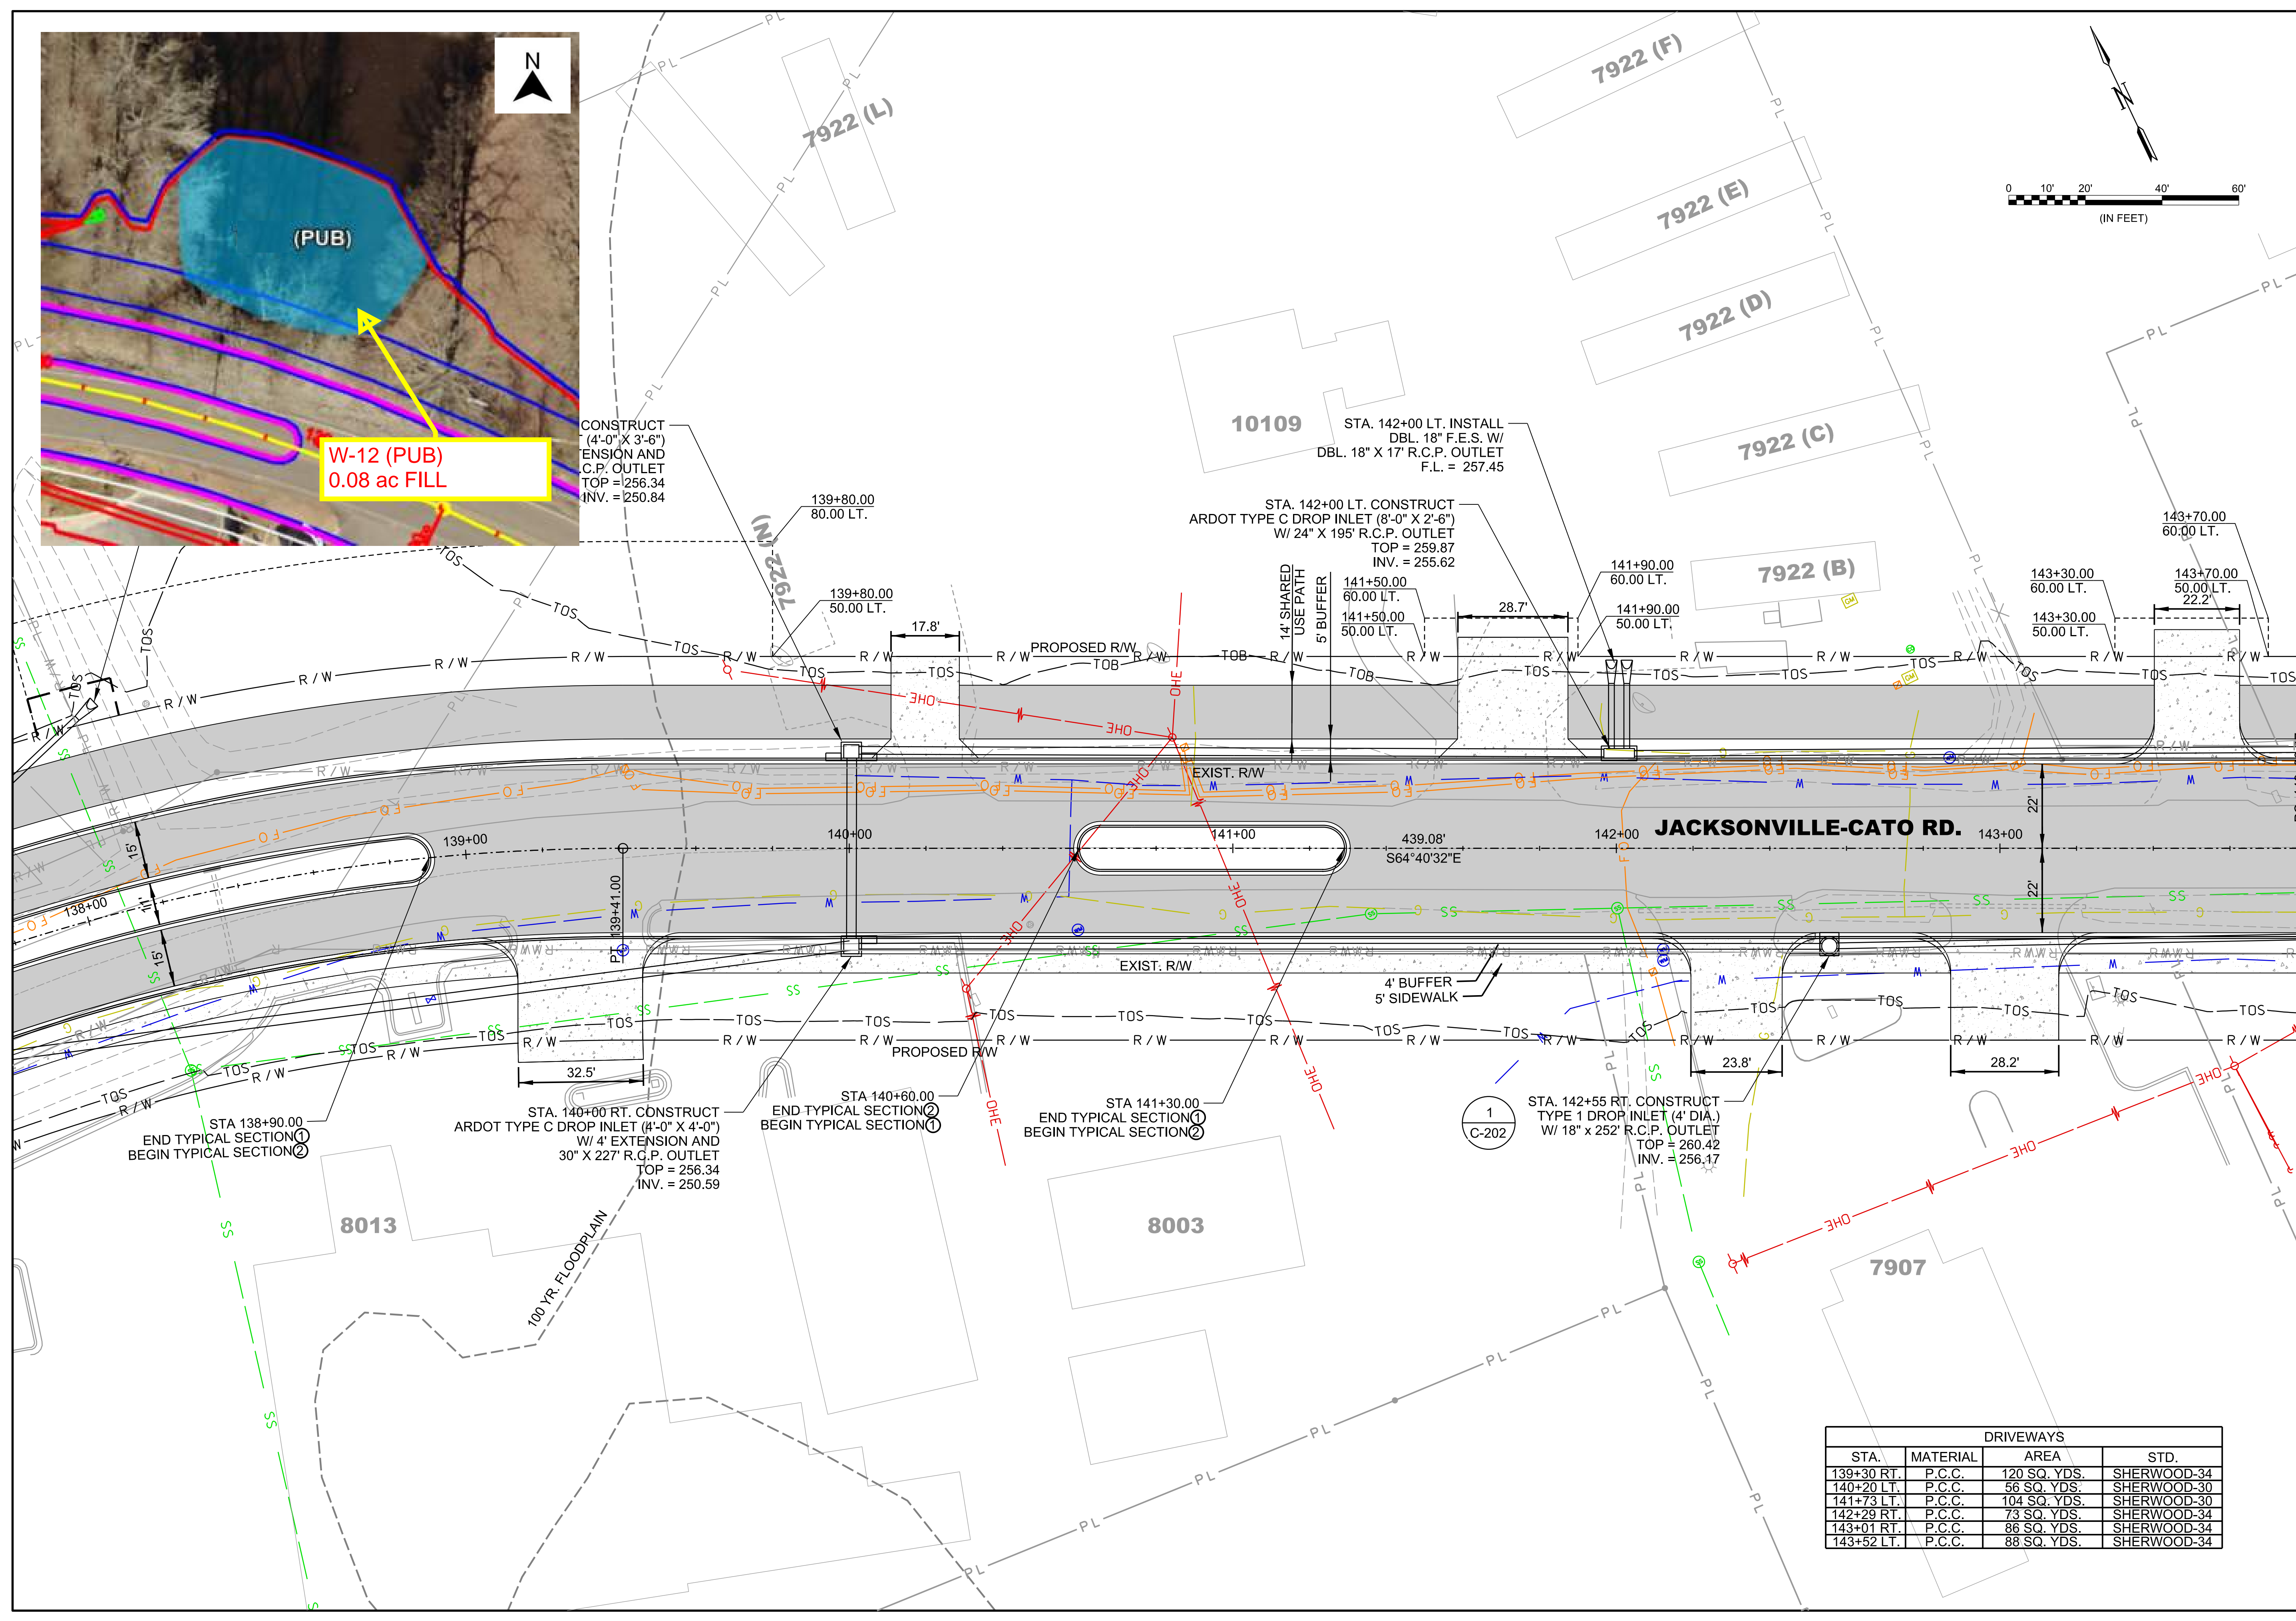 N
(PUB)
W-12 (PUB)
0.08 ac FILL
CONSTRUCT
(4'-0" X 3'-6")
TENSION AND
.C.P. OUTLET
TOP = 256.34
INV. = 250.84
7922 (L)
7922 (F)
7922 (E)
7922 (D)
7922 (C)
7922 (B)
7922 (N)
10109
N
0 10' 20' 40' 60'
(IN FEET)
139+80.00
80.00 LT.
139+80.00
50.00 LT.
STA. 142+00 LT. INSTALL
DBL. 18" F.E.S. W/
DBL. 18" X 17' R.C.P. OUTLET
F.L. = 257.45
STA. 142+00 LT. CONSTRUCT
ARDOT TYPE C DROP INLET (8'-0" X 2'-6")
W/ 24" X 195' R.C.P. OUTLET
TOP = 259.87
INV. = 255.62
14' SHARED
USE PATH
5' BUFFER
141+50.00
60.00 LT.
141+50.00
50.00 LT.
141+90.00
60.00 LT.
141+90.00
50.00 LT.
143+30.00
60.00 LT.
143+30.00
50.00 LT.
143+70.00
60.00 LT.
143+70.00
50.00 LT.
17.8'
28.7'
22.2'
PROPOSED R/W
EXIST. R/W
138+00
139+00
140+00
141+00
142+00
143+00
439.08'
S64°40'32"E
JACKSONVILLE-CATO RD.
22'
22'
15'
11'
15'
PT 139+41.00
EXIST. R/W
4' BUFFER
5' SIDEWALK
PROPOSED R/W
32.5'
23.8'
28.2'
STA 138+90.00
END TYPICAL SECTION 1
BEGIN TYPICAL SECTION 2
STA. 140+00 RT. CONSTRUCT
ARDOT TYPE C DROP INLET (4'-0" X 4'-0")
W/ 4' EXTENSION AND
30" X 227' R.C.P. OUTLET
TOP = 256.34
INV. = 250.59
STA 140+60.00
END TYPICAL SECTION 2
BEGIN TYPICAL SECTION 1
STA 141+30.00
END TYPICAL SECTION 1
BEGIN TYPICAL SECTION 2
1
C-202
STA. 142+55 RT. CONSTRUCT
TYPE 1 DROP INLET (4' DIA.)
W/ 18" x 252' R.C.P. OUTLET
TOP = 260.42
INV. = 256.17
8013
8003
7907
100 YR. FLOODPLAIN
DRIVEWAYS
STA. MATERIAL AREA STD.
139+30 RT. P.C.C. 120 SQ. YDS. SHERWOOD-34
140+20 LT. P.C.C. 56 SQ. YDS. SHERWOOD-30
141+73 LT. P.C.C. 104 SQ. YDS. SHERWOOD-30
142+29 RT. P.C.C. 73 SQ. YDS. SHERWOOD-34
143+01 RT. P.C.C. 86 SQ. YDS. SHERWOOD-34
143+52 LT. P.C.C. 88 SQ. YDS. SHERWOOD-34